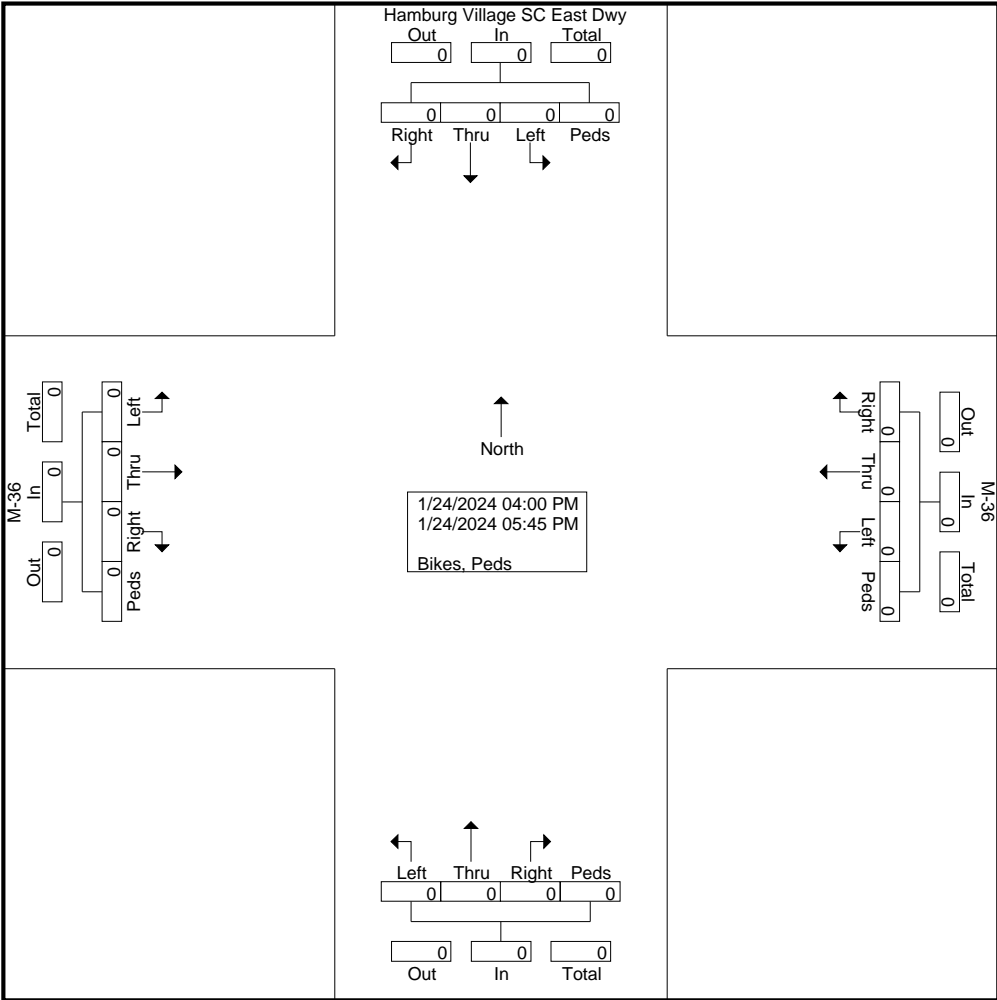 Hamburg Village SC East Dwy
Out In Total
0 0 0
0 0 0 0
Right Thru Left Peds
M-36
Total In Out
0 0 0
0 0 0 0
Left Thru Right Peds
North
1/24/2024 04:00 PM
1/24/2024 05:45 PM
Bikes, Peds
Right Thru Left Peds
0 0 0 0
Out In Total
0 0 0
M-36
Left Thru Right Peds
0 0 0 0
0 0 0
Out In Total